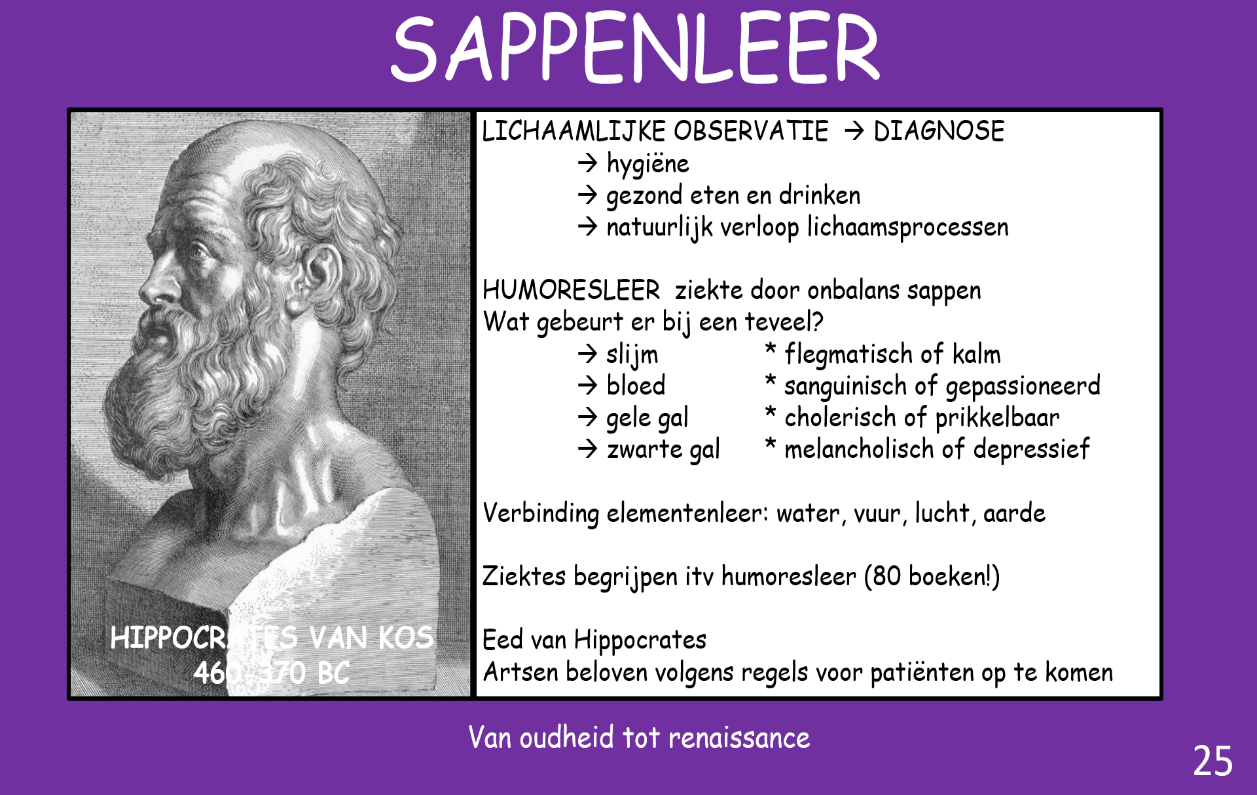 SAPPENLEER
LICHAAMLIJKE OBSERVATIE → DIAGNOSE
→ hygiëne
→ gezond eten en drinken
→ natuurlijk verloop lichaamsprocessen
HUMORESLEER ziekte door onbalans sappen
Wat gebeurt er bij een teveel?
→ slijm * flegmatisch of kalm
→ bloed * sanguinisch of gepassioneerd
→ gele gal * cholerisch of prikkelbaar
→ zwarte gal * melancholisch of depressief
Verbinding elementenleer: water, vuur, lucht, aarde
Ziektes begrijpen itv humoresleer (80 boeken!)
Eed van Hippocrates
Artsen beloven volgens regels voor patiënten op te komen
HIPPOCRATES VAN KOS
460-370 BC
Van oudheid tot renaissance
25